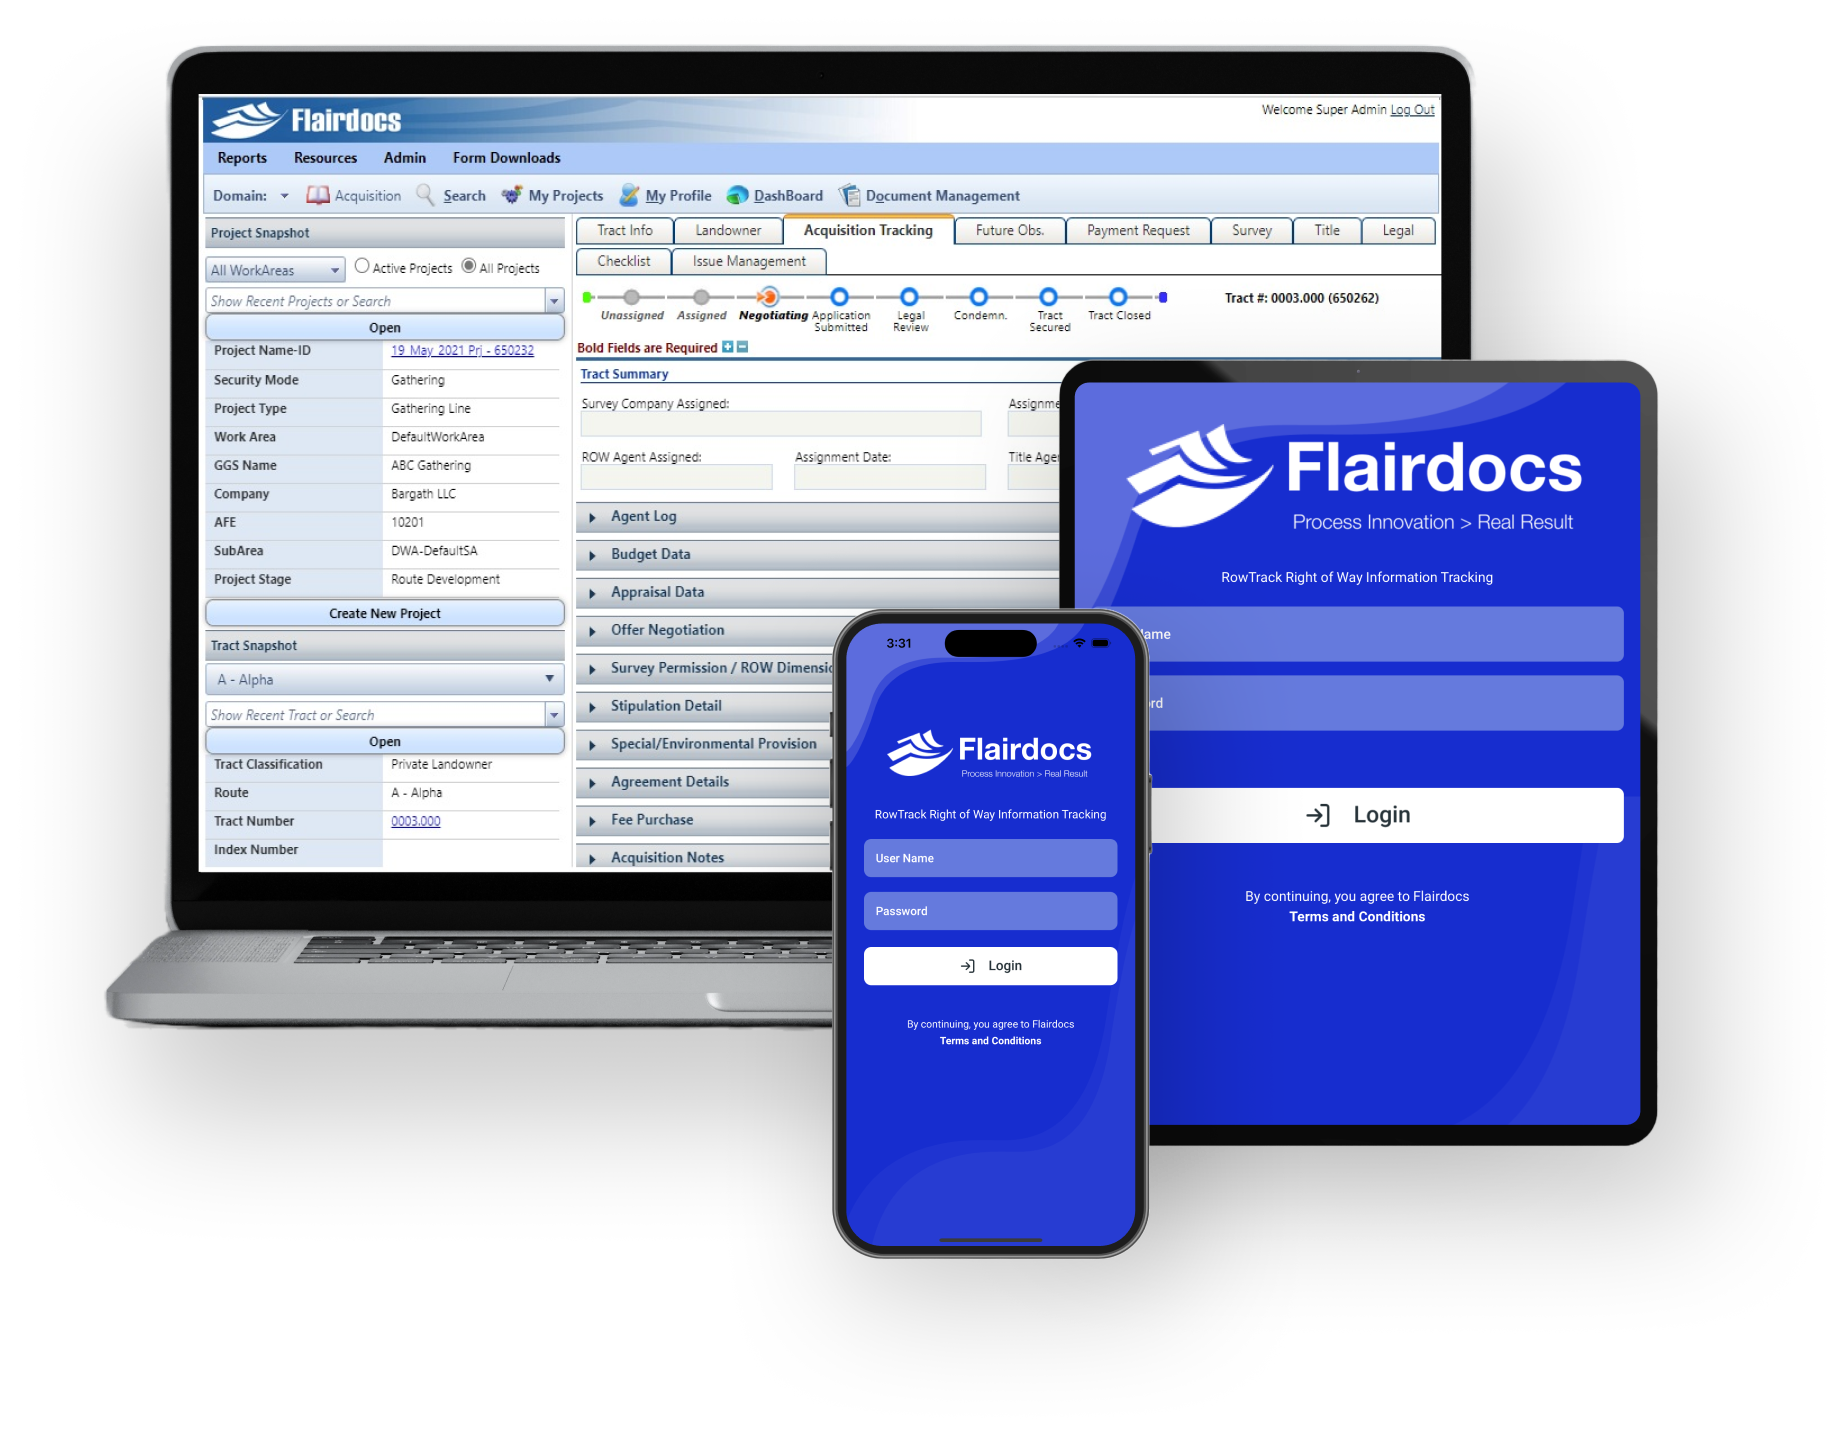 Flairdocs
Welcome Super Admin Log Out
Reports Resources Admin Form Downloads
Domain: Acquisition Search My Projects My Profile DashBoard Document Management
Project Snapshot
All WorkAreas Active Projects All Projects
Show Recent Projects or Search
Open
Project Name-ID 19 May 2021 Prj - 650232
Security Mode Gathering
Project Type Gathering Line
Work Area DefaultWorkArea
GGS Name ABC Gathering
Company Bargath LLC
AFE 10201
SubArea DWA-DefaultSA
Project Stage Route Development
Create New Project
Tract Snapshot
A - Alpha
Show Recent Tract or Search
Open
Tract Classification Private Landowner
Route A - Alpha
Tract Number 0003.000
Index Number
Tract Info Landowner Acquisition Tracking Future Obs. Payment Request Survey Title Legal
Checklist Issue Management
Unassigned Assigned Negotiating Application Legal Condemn. Tract Tract Closed
Submitted Review Secured
Tract #: 0003.000 (650262)
Bold Fields are Required
Tract Summary
Survey Company Assigned: Assignme
ROW Agent Assigned: Assignment Date: Title Age
Agent Log
Budget Data
Appraisal Data
Offer Negotiation
Survey Permission / ROW Dimensi
Stipulation Detail
Special/Environmental Provision
Agreement Details
Fee Purchase
Acquisition Notes
Flairdocs
Process Innovation > Real Result
RowTrack Right of Way Information Tracking
ame
rd
Login
By continuing, you agree to Flairdocs
Terms and Conditions
3:31
Flairdocs
Process Innovation > Real Result
RowTrack Right of Way Information Tracking
User Name
Password
Login
By continuing, you agree to Flairdocs
Terms and Conditions